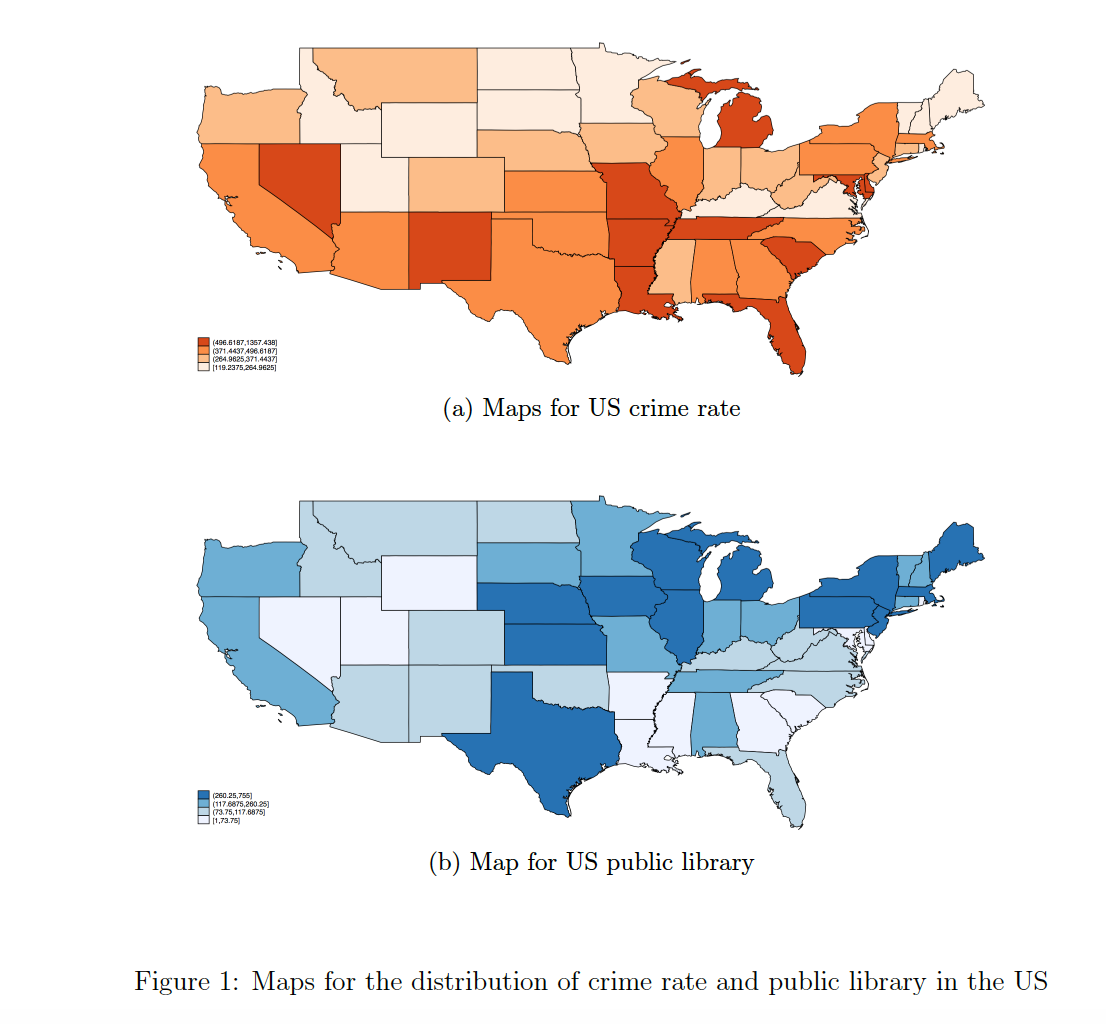 (496.6187,1357.438]
(371.4437,496.6187]
(264.9625,371.4437]
[119.2375,264.9625]
(a) Maps for US crime rate
(260.25,755]
(117.6875,260.25]
(73.75,117.6875]
[1,73.75]
(b) Map for US public library
Figure 1: Maps for the distribution of crime rate and public library in the US